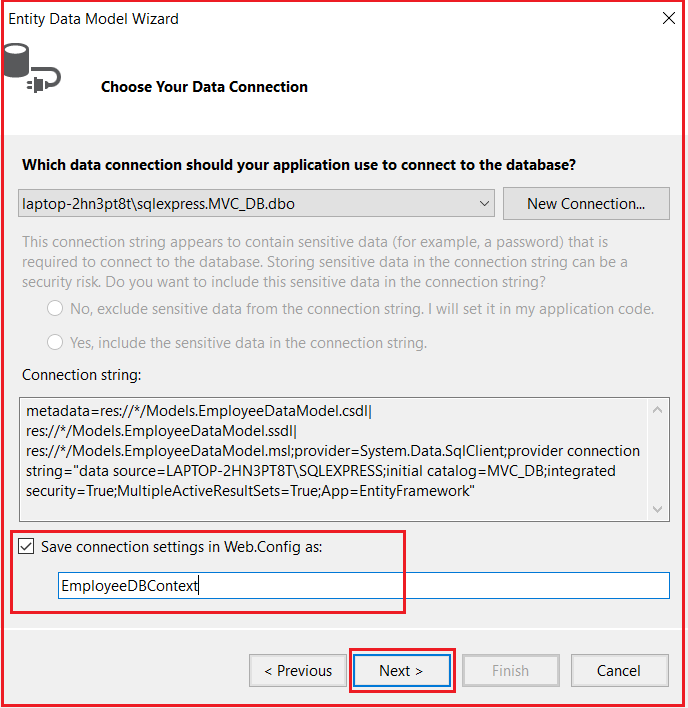 Entity Data Model Wizard
Choose Your Data Connection
Which data connection should your application use to connect to the database?
laptop-2hn3pt8t\sqlexpress.MVC_DB.dbo
New Connection...
This connection string appears to contain sensitive data (for example, a password) that is
required to connect to the database. Storing sensitive data in the connection string can be a
security risk. Do you want to include this sensitive data in the connection string?
No, exclude sensitive data from the connection string. I will set it in my application code.
Yes, include the sensitive data in the connection string.
Connection string:
metadata=res://*/Models.EmployeeDataModel.csdl|
res://*/Models.EmployeeDataModel.ssdl|
res://*/Models.EmployeeDataModel.msl;provider=System.Data.SqlClient;provider connection
string="data source=LAPTOP-2HN3PT8T\SQLEXPRESS;initial catalog=MVC_DB;integrated
security=True;MultipleActiveResultSets=True;App=EntityFramework"
Save connection settings in Web.Config as:
EmployeeDBContext
< Previous
Next >
Finish
Cancel